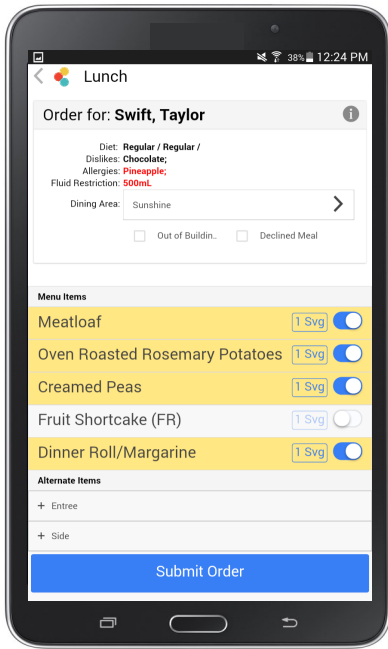 38% 12:24 PM
Lunch
Order for: Swift, Taylor
Diet: Regular / Regular /
Dislikes: Chocolate;
Allergies: Pineapple;
Fluid Restriction: 500mL
Dining Area: Sunshine
Out of Buildin.. Declined Meal
Menu Items
Meatloaf 1 Svg
Oven Roasted Rosemary Potatoes 1 Svg
Creamed Peas 1 Svg
Fruit Shortcake (FR) 1 Svg
Dinner Roll/Margarine 1 Svg
Alternate Items
+ Entree
+ Side
Submit Order